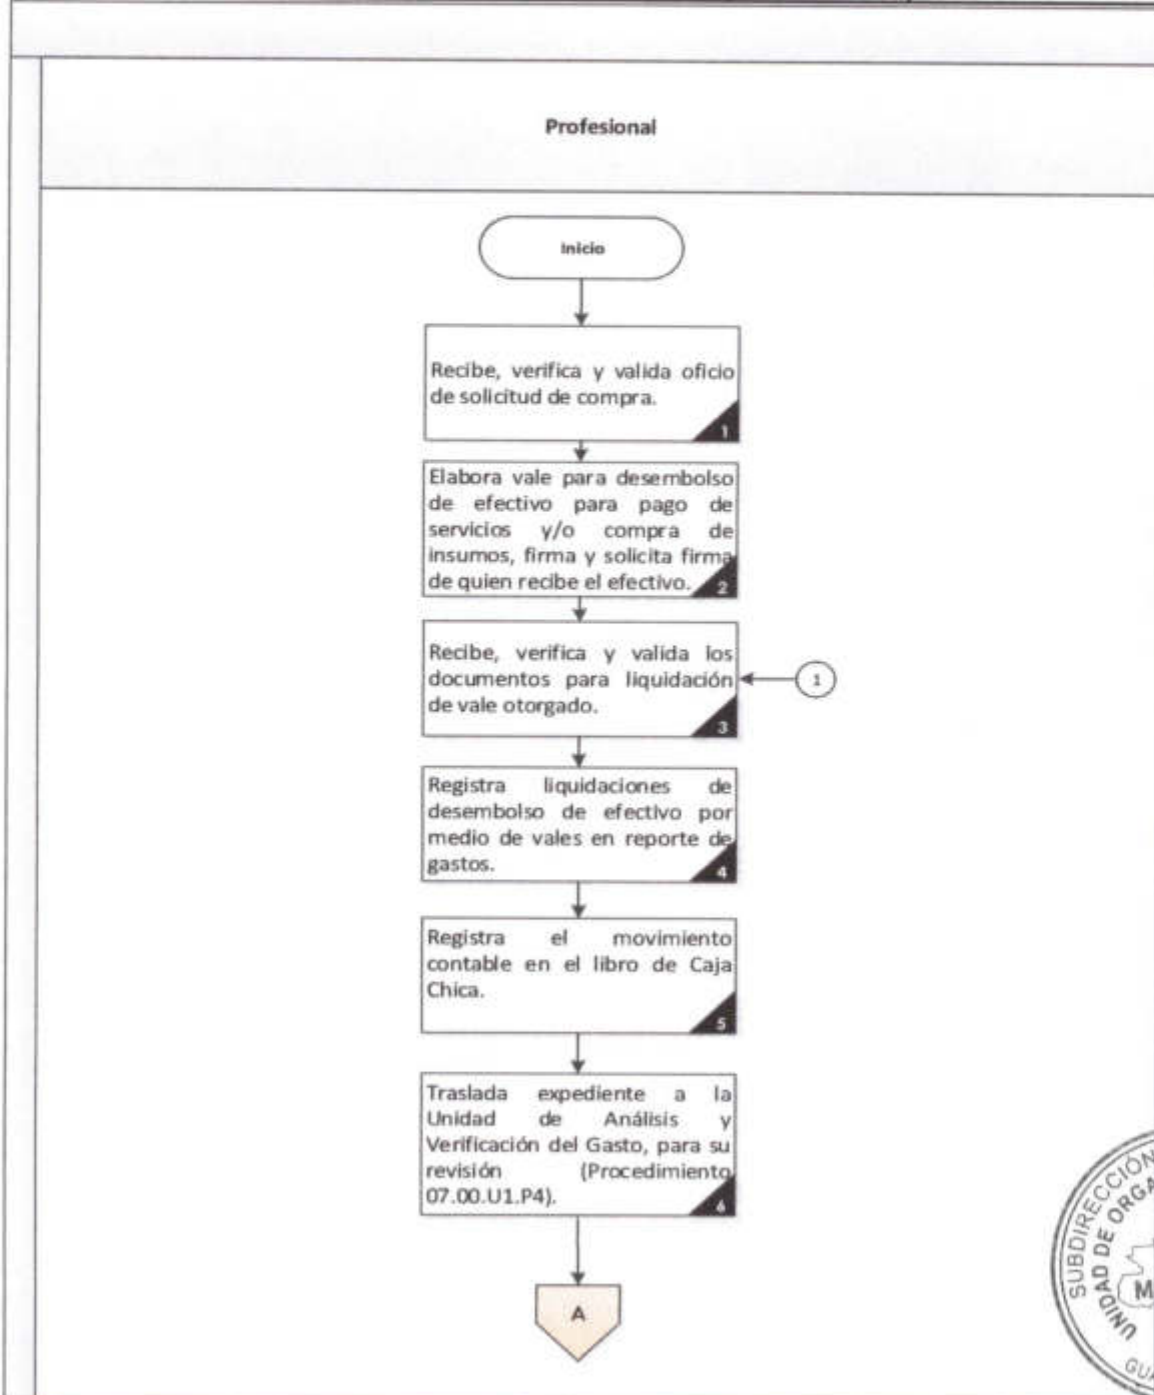 Profesional
Inicio
Recibe, verifica y valida oficio
de solicitud de compra.
1
Elabora vale para desembolso
de efectivo para pago de
servicios y/o compra de
insumos, firma y solicita firma
de quien recibe el efectivo.
2
Recibe, verifica y valida los
documentos para liquidación
de vale otorgado.
3
1
Registra liquidaciones de
desembolso de efectivo por
medio de vales en reporte de
gastos.
4
Registra el movimiento
contable en el libro de Caja
Chica.
5
Traslada expediente a la
Unidad de Análisis y
Verificación del Gasto, para su
revisión (Procedimiento
07.00.U1.P4).
6
A
SUBDIRECCIÓN
UNIDAD DE ORGA
M
GUA